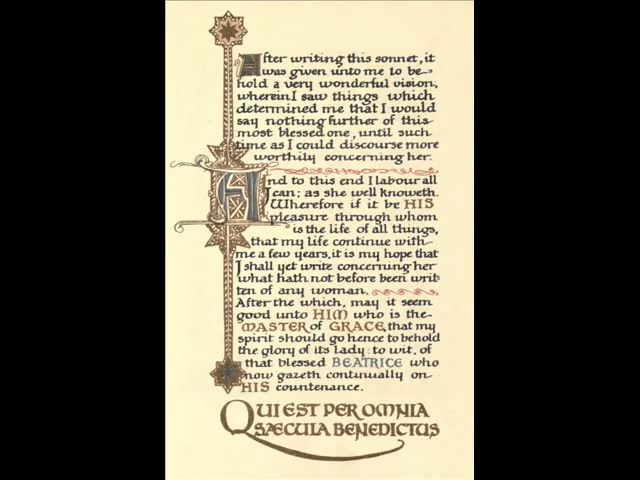 After writing this sonnet, it
was given unto me to be-
hold a very wonderful vision;
wherein I saw things which
determined me that I would
say nothing further of this
most blessed one, until such
time as I could discourse more
worthily concerning her.
And to this end I labour all
I can; as she well knoweth.
Wherefore if it be HIS
pleasure through whom
is the life of all things,
that my life continue with
me a few years, it is my hope that
I shall yet write concerning her
what hath not before been writ
ten of any woman.
After the which, may it seem
good unto HIM who is the
MASTER of GRACE, that my
spirit should go hence to behold
the glory of its lady: to wit, of
that blessed BEATRICE who
now gazeth continually on
HIS countenance.
QUI EST PER OMNIA
SÆCULA BENEDICTUS